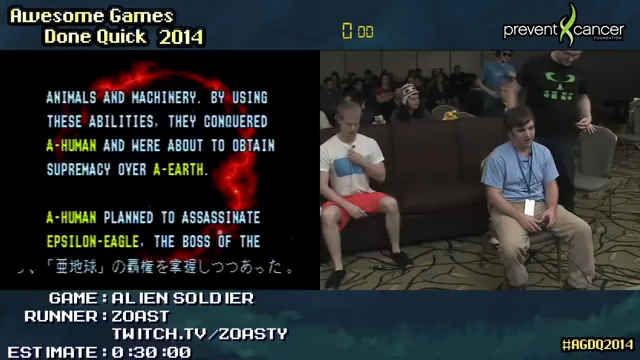 Awesome Games
Done Quick 2014
0 00
prevent cancer
FOUNDATION
ANIMALS AND MACHINERY. BY USING
THESE ABILITIES, THEY CONQUERED
A-HUMAN AND WERE ABOUT TO OBTAIN
SUPREMACY OVER A-EARTH.
A-HUMAN PLANNED TO ASSASSINATE
EPSILON-EAGLE, THE BOSS OF THE
、「亜地球」の覇権を掌握しつつあった。
GAME:ALIEN SOLDIER
RUNNER:ZOAST
TWITCH.TV/ZOASTY
ESTIMATE:0:30:00
#AGDQ2014